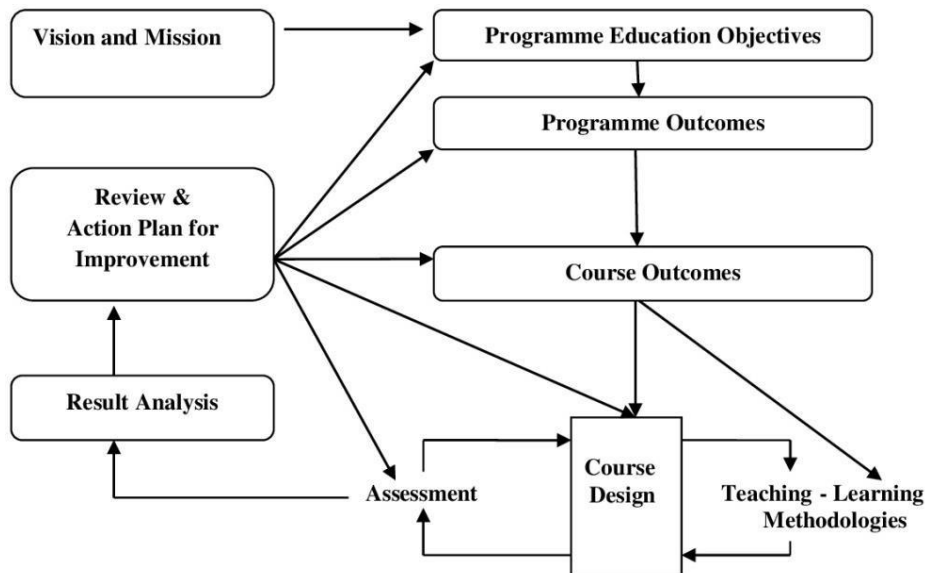 Vision and Mission
Programme Education Objectives
Programme Outcomes
Review &
Action Plan for
Improvement
Course Outcomes
Result Analysis
Assessment
Course
Design
Teaching - Learning
Methodologies